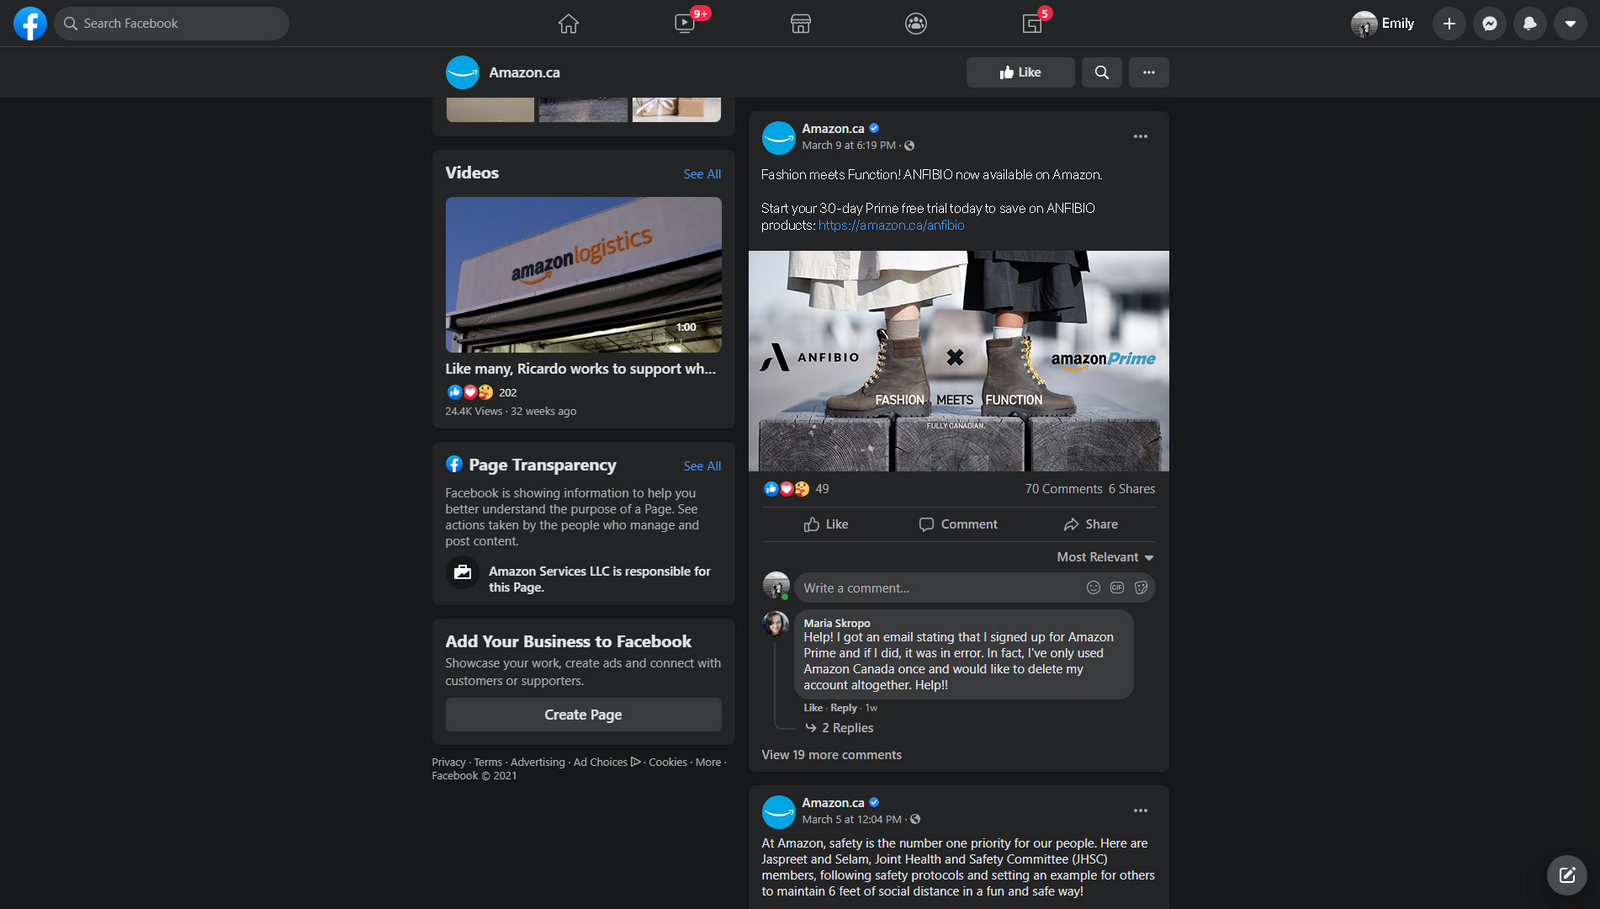 Search Facebook
9+
5
Emily
Amazon.ca
Like
Videos
See All
amazonlogistics
1:00
Like many, Ricardo works to support wh...
202
24.4K Views · 32 weeks ago
Page Transparency
See All
Facebook is showing information to help you
better understand the purpose of a Page. See
actions taken by the people who manage and
post content.
Amazon Services LLC is responsible for
this Page.
Add Your Business to Facebook
Showcase your work, create ads and connect with
customers or supporters.
Create Page
Privacy · Terms · Advertising · Ad Choices · Cookies · More ·
Facebook © 2021
Amazon.ca
March 9 at 6:19 PM ·
Fashion meets Function! ANFIBIO now available on Amazon.
Start your 30-day Prime free trial today to save on ANFIBIO
products: https://amazon.ca/anfibio
ANFIBIO
amazonPrime
FASHION MEETS FUNCTION
FULLY CANADIAN.
49
70 Comments 6 Shares
Like
Comment
Share
Most Relevant
Write a comment...
GIF
Maria Skropo
Help! I got an email stating that I signed up for Amazon
Prime and if I did, it was in error. In fact, I've only used
Amazon Canada once and would like to delete my
account altogether. Help!!
Like · Reply · 1w
2 Replies
View 19 more comments
Amazon.ca
March 5 at 12:04 PM ·
At Amazon, safety is the number one priority for our people. Here are
Jaspreet and Selam, Joint Health and Safety Committee (JHSC)
members, following safety protocols and setting an example for others
to maintain 6 feet of social distance in a fun and safe way!